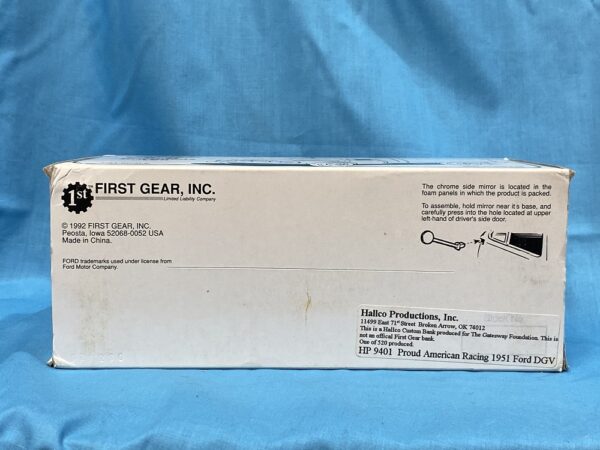 1st
FIRST GEAR, INC.
Limited Liability Company
© 1992 FIRST GEAR, INC.
Peosta, Iowa 52068-0052 USA
Made in China.
FORD trademarks used under license from
Ford Motor Company.
The chrome side mirror is located in the
foam panels in which the product is packed.
To assemble, hold mirror near it's base, and
carefully press into the hole located at upper
left-hand of driver's side door.
Hallco Productions, Inc.
11499 East 71st Street Broken Arrow, OK 74012
This is a Hallco Custom Bank produced for The Gateway Foundation. This is
not an offical First Gear bank.
One of 520 produced.
HP 9401 Proud American Racing 1951 Ford DGV